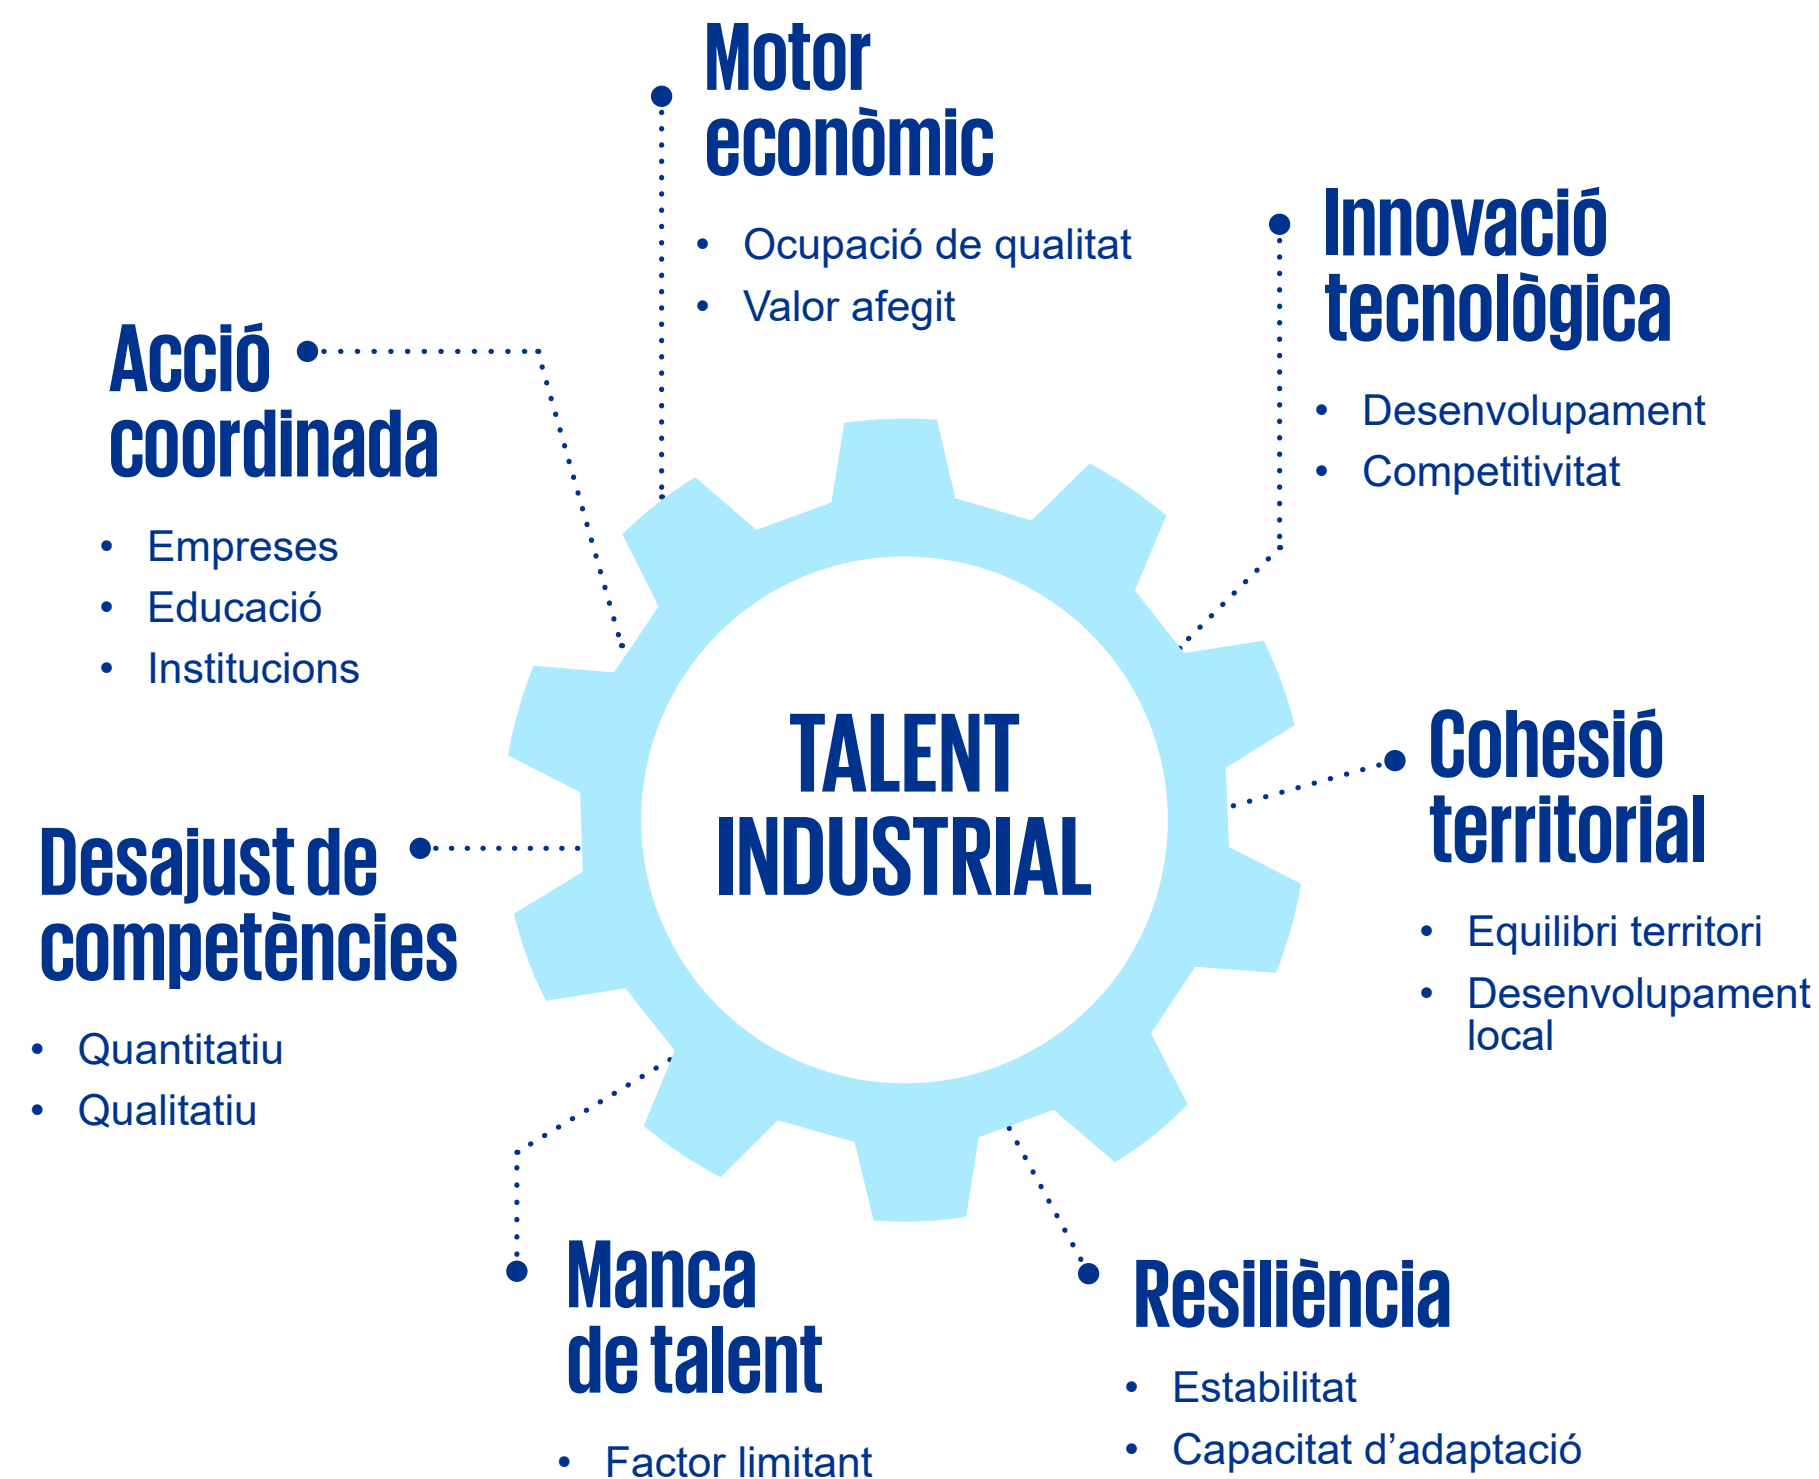 Motor
econòmic
• Ocupació de qualitat
• Valor afegit
Innovació
tecnològica
• Desenvolupament
• Competitivitat
Cohesió
territorial
• Equilibri territori
• Desenvolupament
local
Resiliència
• Estabilitat
• Capacitat d’adaptació
Manca
de talent
• Factor limitant
Desajust de
competències
• Quantitatiu
• Qualitatiu
Acció
coordinada
• Empreses
• Educació
• Institucions
TALENT
INDUSTRIAL